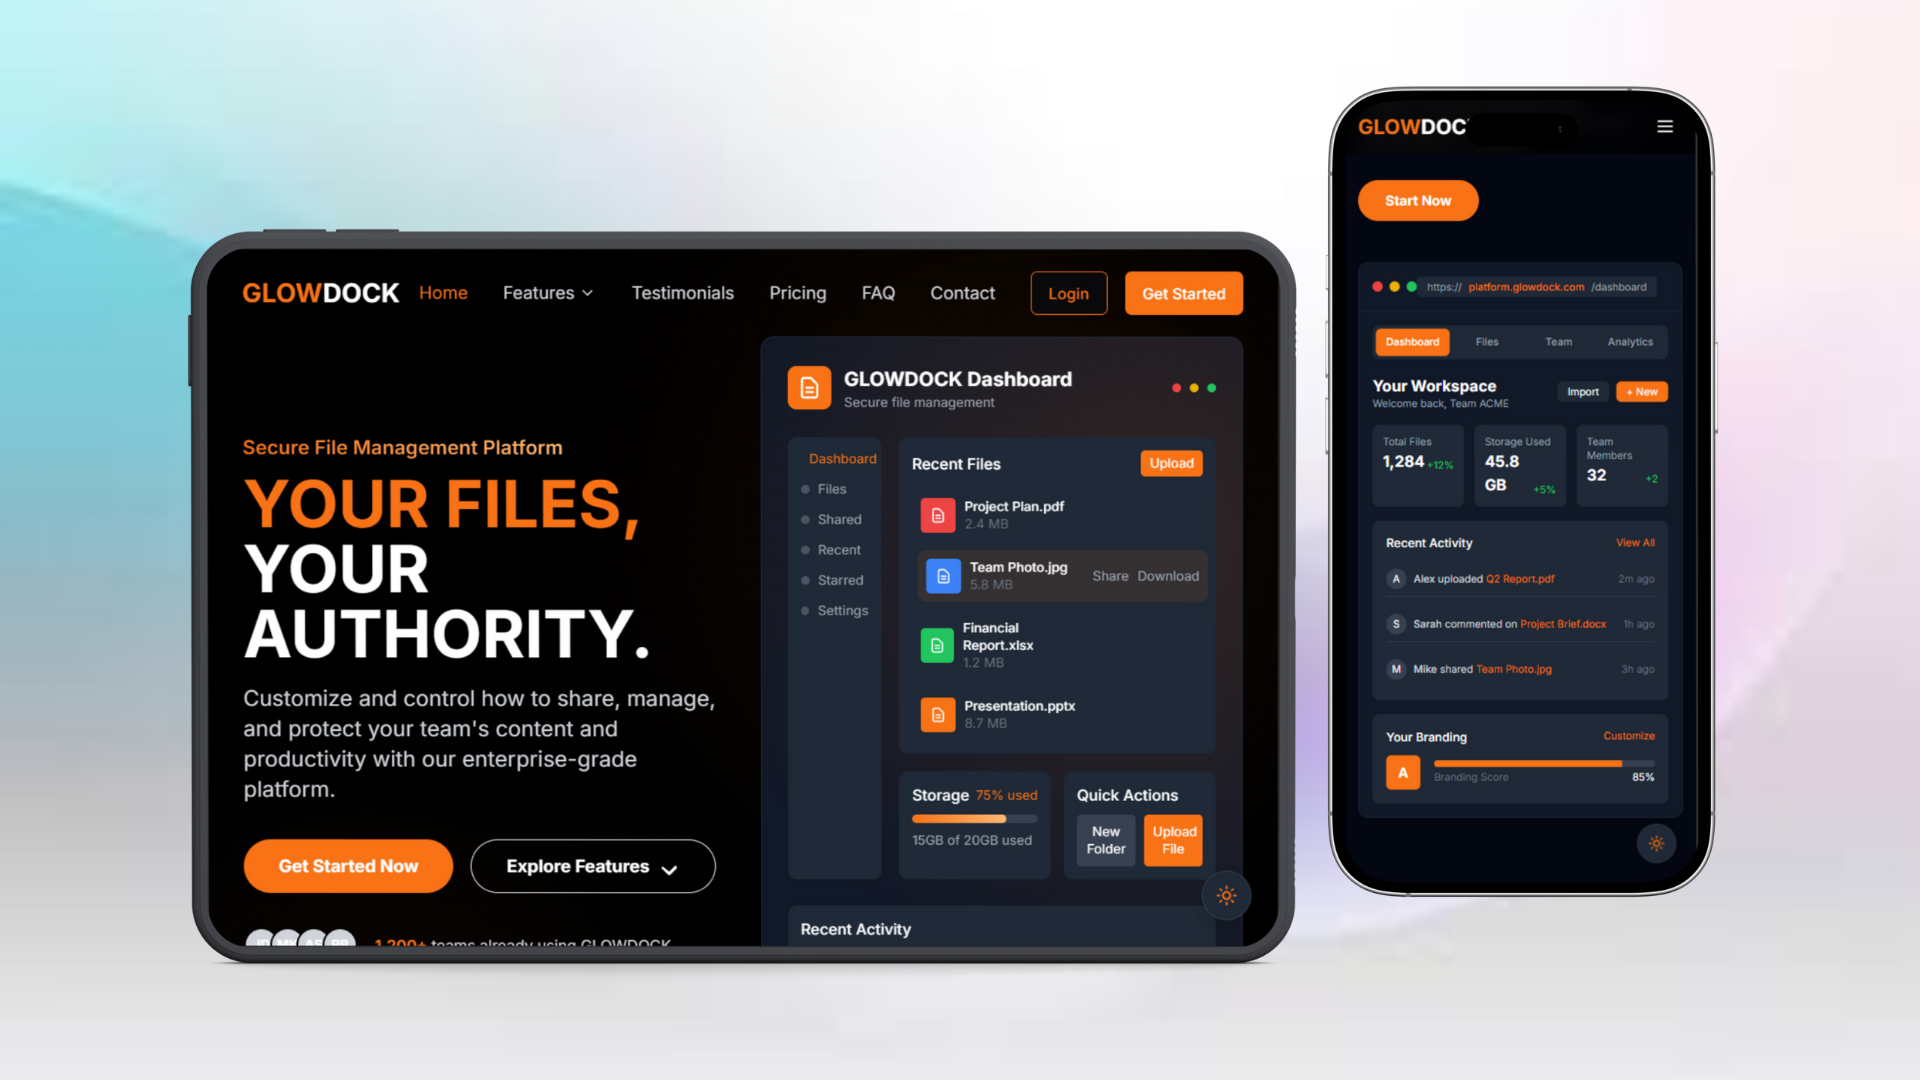 GLOWDOCK Home Features Testimonials Pricing FAQ Contact Login Get Started
Secure File Management Platform
YOUR FILES,
YOUR
AUTHORITY.
Customize and control how to share, manage,
and protect your team's content and
productivity with our enterprise-grade
platform.
Get Started Now Explore Features
1,200+ teams already using GLOWDOCK
GLOWDOCK Dashboard
Secure file management
Dashboard
Files
Shared
Recent
Starred
Settings
Recent Files Upload
Project Plan.pdf
2.4 MB
Team Photo.jpg
5.8 MB
Share Download
Financial
Report.xlsx
1.2 MB
Presentation.pptx
8.7 MB
Storage 75% used
15GB of 20GB used
Quick Actions
New
Folder
Upload
File
Recent Activity
GLOWDOC
Start Now
https:// platform.glowdock.com /dashboard
Dashboard Files Team Analytics
Your Workspace
Welcome back, Team ACME
Import + New
Total Files
1,284 +12%
Storage Used
45.8
GB +5%
Team
Members
32 +2
Recent Activity View All
A Alex uploaded Q2 Report.pdf 2m ago
S Sarah commented on Project Brief.docx 1h ago
M Mike shared Team Photo.jpg 3h ago
Your Branding Customize
A
Branding Score 85%